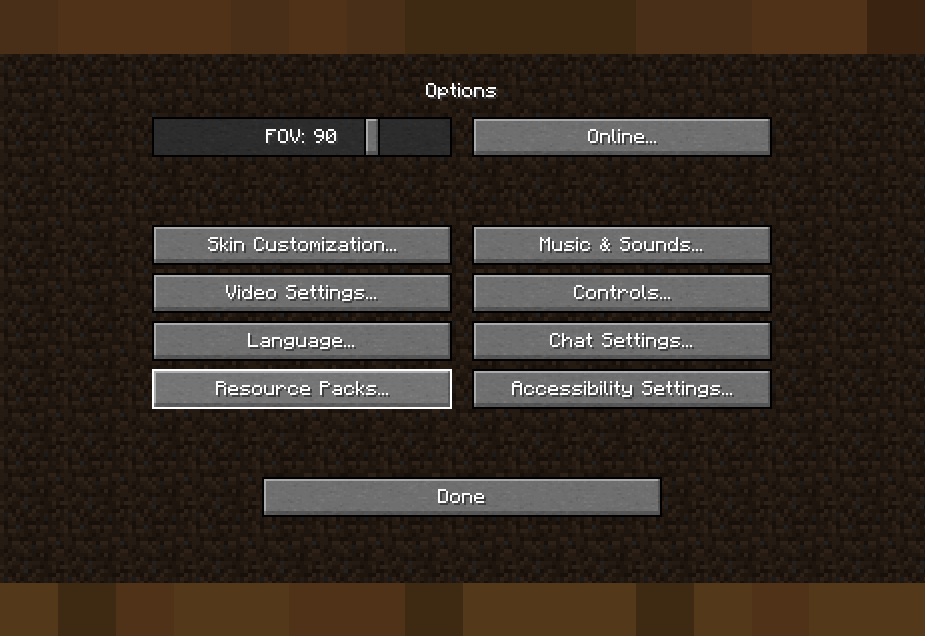 Options
FOV: 90
Online...
Skin Customization...
Music & Sounds...
Video Settings...
Controls...
Language...
Chat Settings...
Resource Packs...
Accessibility Settings...
Done